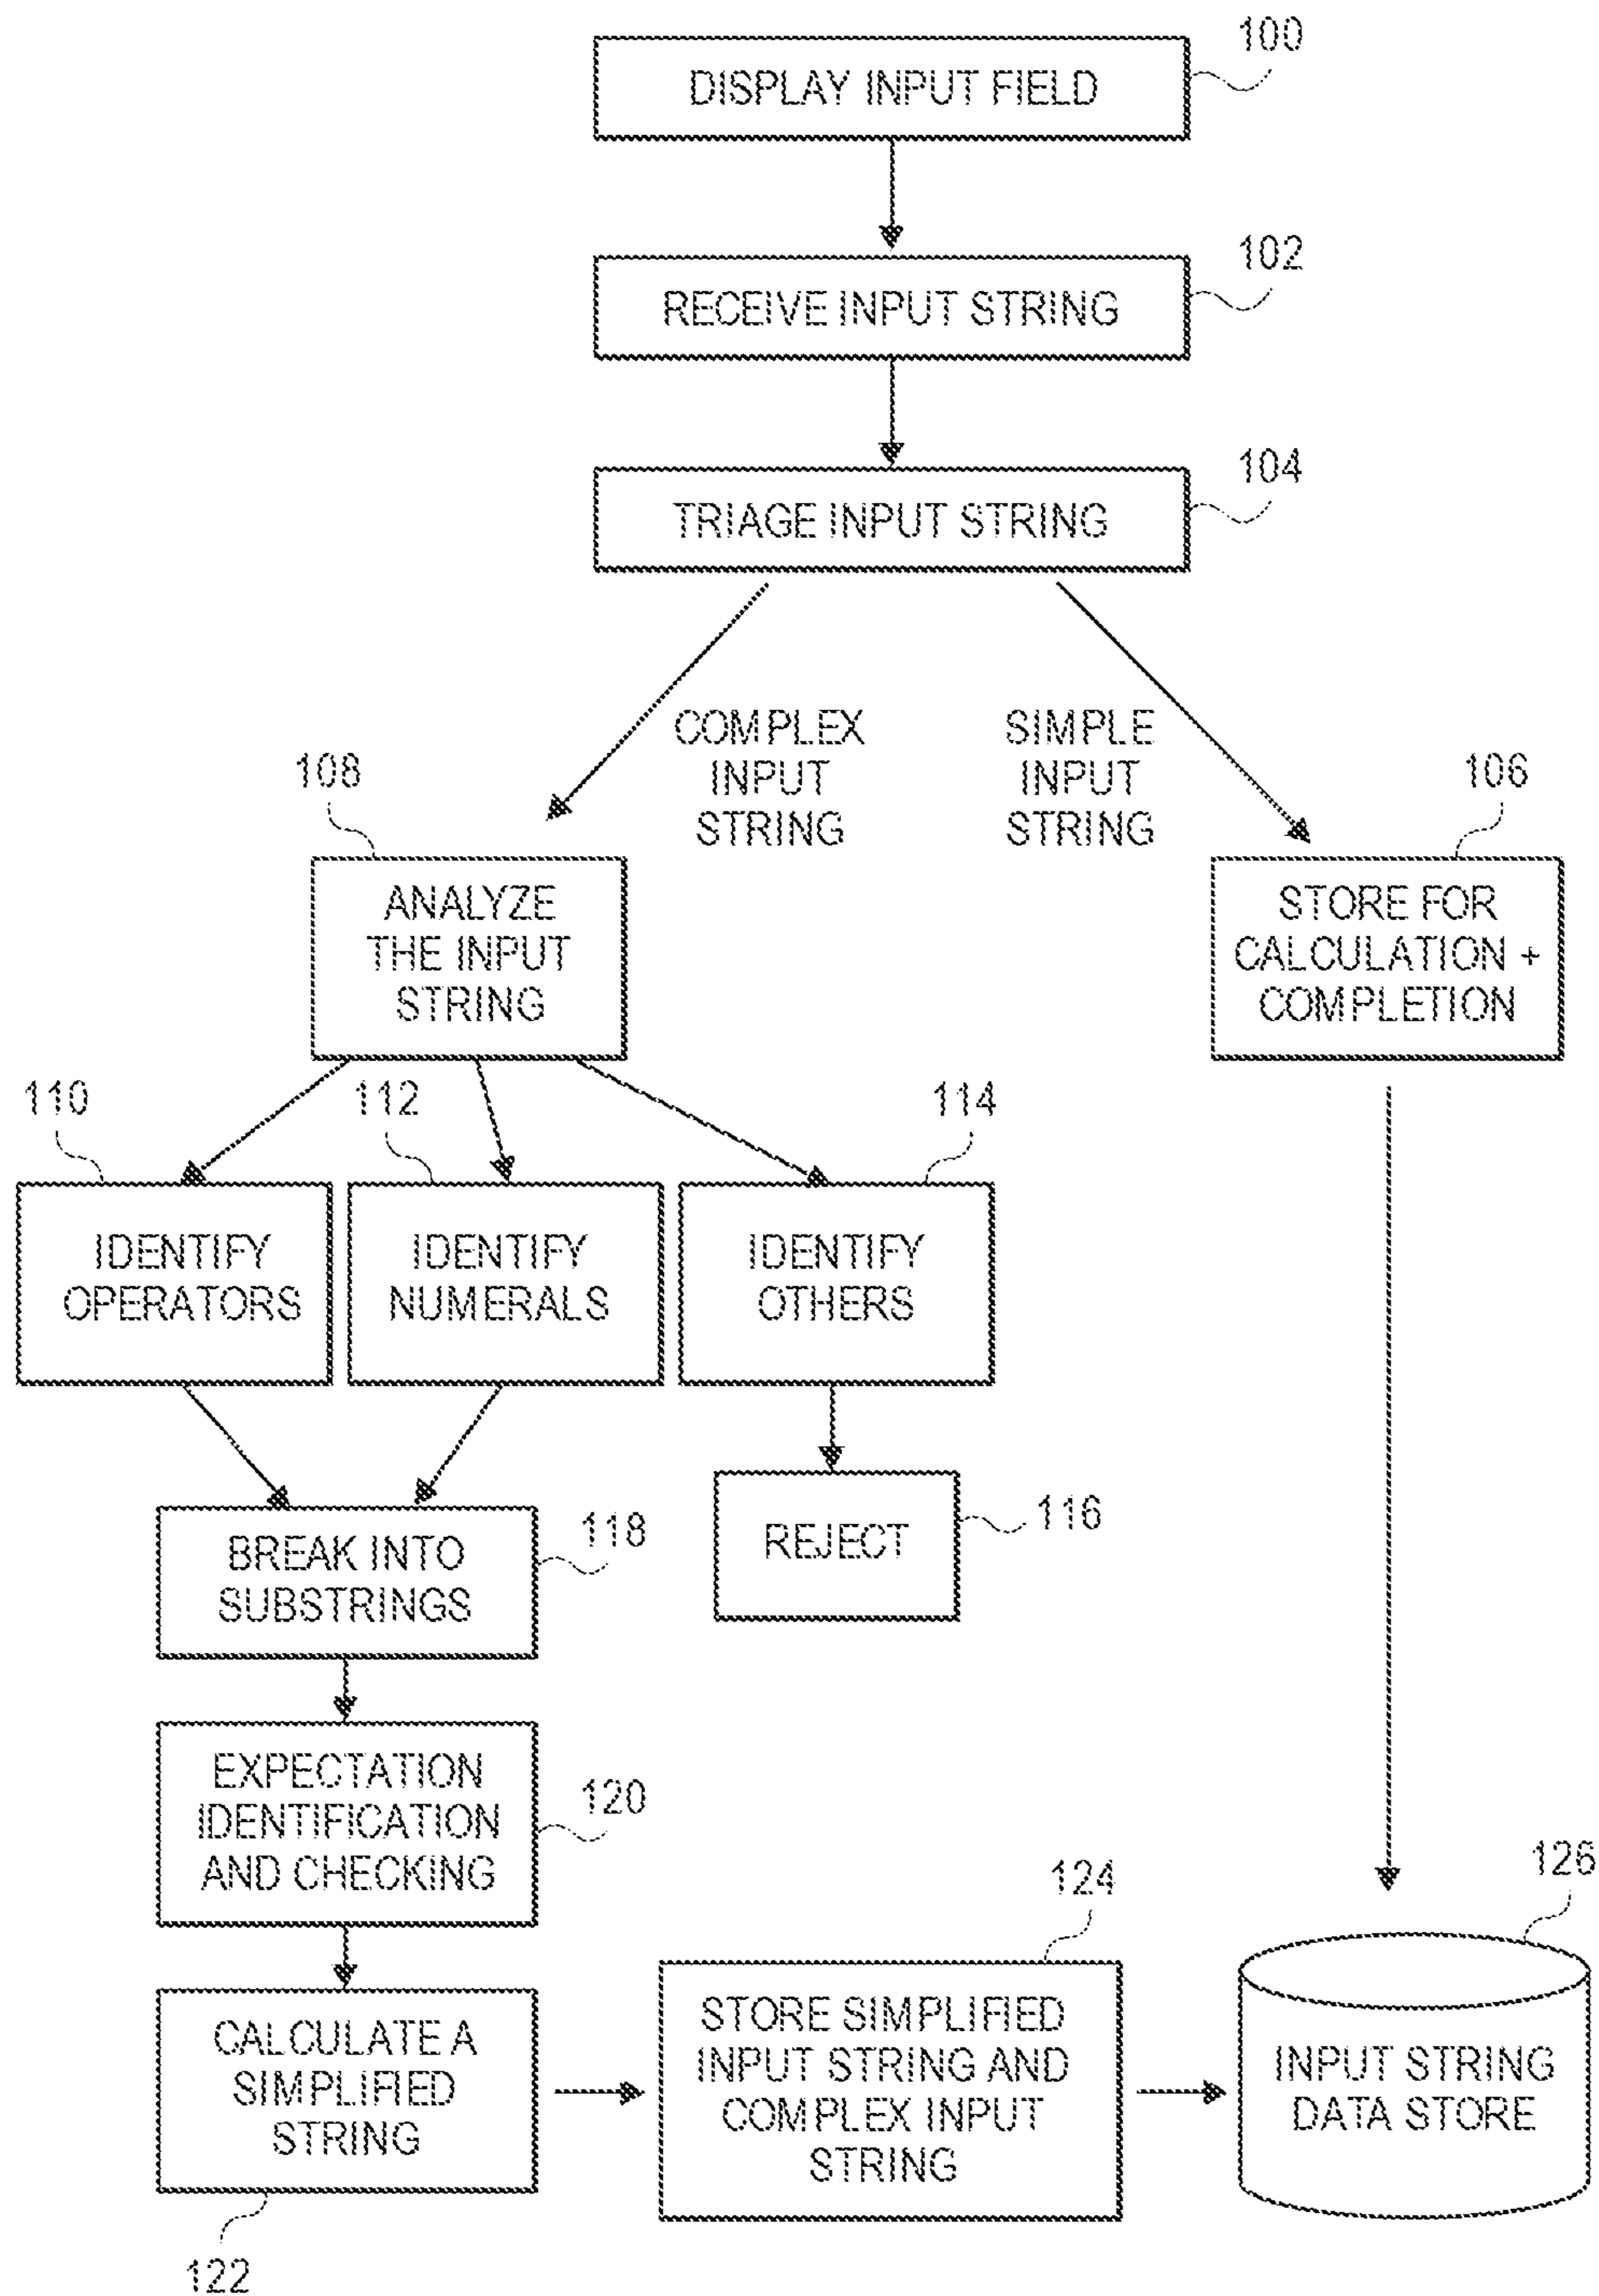 100
DISPLAY INPUT FIELD
102
RECEIVE INPUT STRING
104
TRIAGE INPUT STRING
COMPLEX
INPUT
STRING
SIMPLE
INPUT
STRING
108
ANALYZE
THE INPUT
STRING
106
STORE FOR
CALCULATION +
COMPLETION
110
IDENTIFY
OPERATORS
112
IDENTIFY
NUMERALS
114
IDENTIFY
OTHERS
REJECT
116
BREAK INTO
SUBSTRINGS
118
EXPECTATION
IDENTIFICATION
AND CHECKING
120
CALCULATE A
SIMPLIFIED
STRING
122
124
STORE SIMPLIFIED
INPUT STRING AND
COMPLEX INPUT
STRING
126
INPUT STRING
DATA STORE